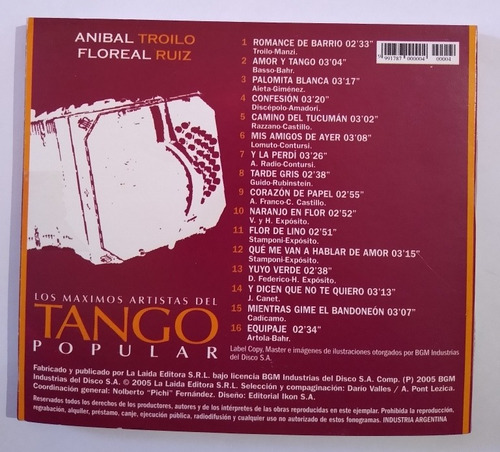 ANIBAL TROILO
FLOREAL RUIZ
1 ROMANCE DE BARRIO 02'33"
Troilo-Manzi.
2 AMOR Y TANGO 03'04"
Basso-Bahr.
3 PALOMITA BLANCA 03'17"
Aieta-Giménez.
4 CONFESIÓN 03'20"
Discépolo-Amadori.
5 CAMINO DEL TUCUMÁN 03'02"
Razzano-Castillo.
6 MIS AMIGOS DE AYER 03'08"
Lomuto-Contursi.
7 Y LA PERDÍ 03'26"
A. Radio-Contursi.
8 TARDE GRIS 02'38"
Guido-Rubinstein.
9 CORAZÓN DE PAPEL 02'55"
A. Franco-C. Castillo.
10 NARANJO EN FLOR 02'52"
V. y H. Expósito.
11 FLOR DE LINO 02'51"
Stamponi-Expósito.
12 QUÉ ME VAN A HABLAR DE AMOR 03'15"
Stamponi-Expósito.
13 YUYO VERDE 02'38"
D. Federico-H. Expósito.
14 Y DICEN QUE NO TE QUIERO 03'13"
J. Canet.
15 MIENTRAS GIME EL BANDONEÓN 03'07"
Cadícamo.
16 EQUIPAJE 02'34"
Artola-Bahr.
Label Copy, Master e imágenes de ilustraciones otorgados por BGM Industrias
del Disco S.A.
9 991787 000004 00004
LOS MAXIMOS ARTISTAS DEL
TANGO
POPULAR
Fabricado y publicado por La Laida Editora S.R.L. bajo licencia BGM Industrias del Disco S.A. Comp. (P) 2005 BGM
Industrias del Disco S.A. © 2005 La Laida Editora S.R.L. Selección y compaginación: Darío Valles / A. Pont Lezica.
Coordinación general: Nolberto "Pichi" Fernández. Diseño: Editorial Ikon S.A.
Reservados todos los derechos de los productores, autores y de los intérpretes de las obras reproducidas en este ejemplar. Prohibida la reproducción,
regrabación, alquiler, préstamo, canje, ejecución pública, radiodifusión y cualquier uso no autorizado de estos fonogramas. INDUSTRIA ARGENTINA